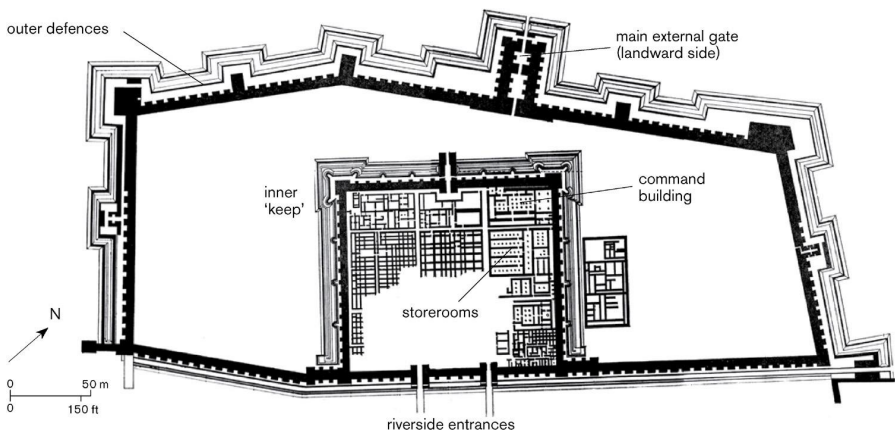 outer defences
main external gate
(landward side)
inner
'keep'
command
building
storerooms
N
0 50 m
0 150 ft
riverside entrances